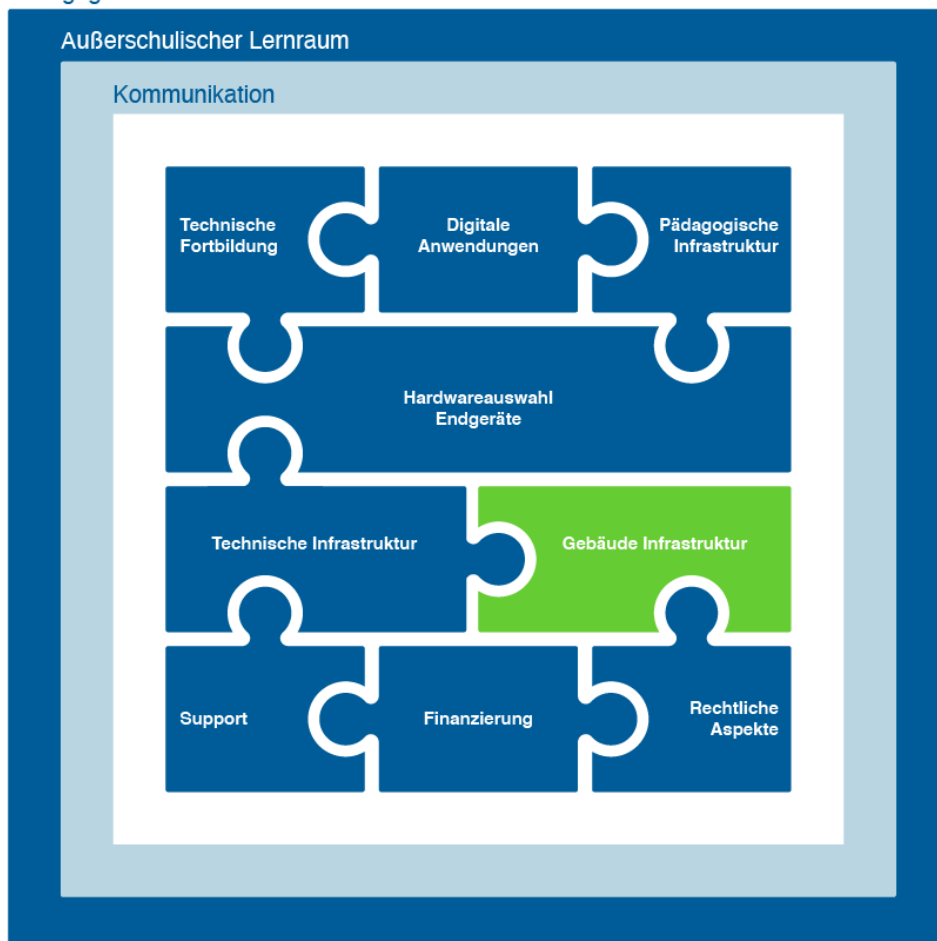 Außerschulischer Lernraum
Kommunikation
Technische
Fortbildung
Digitale
Anwendungen
Pädagogische
Infrastruktur
Hardwareauswahl
Endgeräte
Technische Infrastruktur
Gebäude Infrastruktur
Support
Finanzierung
Rechtliche
Aspekte